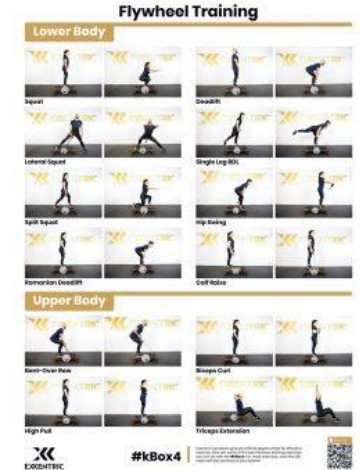 Flywheel Training
Lower Body
Squat
Deadlift
Lateral Squat
Single Leg RDL
Split Squat
Hip Swing
Romanian Deadlift
Calf Raise
Upper Body
Bent-Over Row
Biceps Curl
High Pull
Triceps Extension
EXXENTRIC
#kBox4